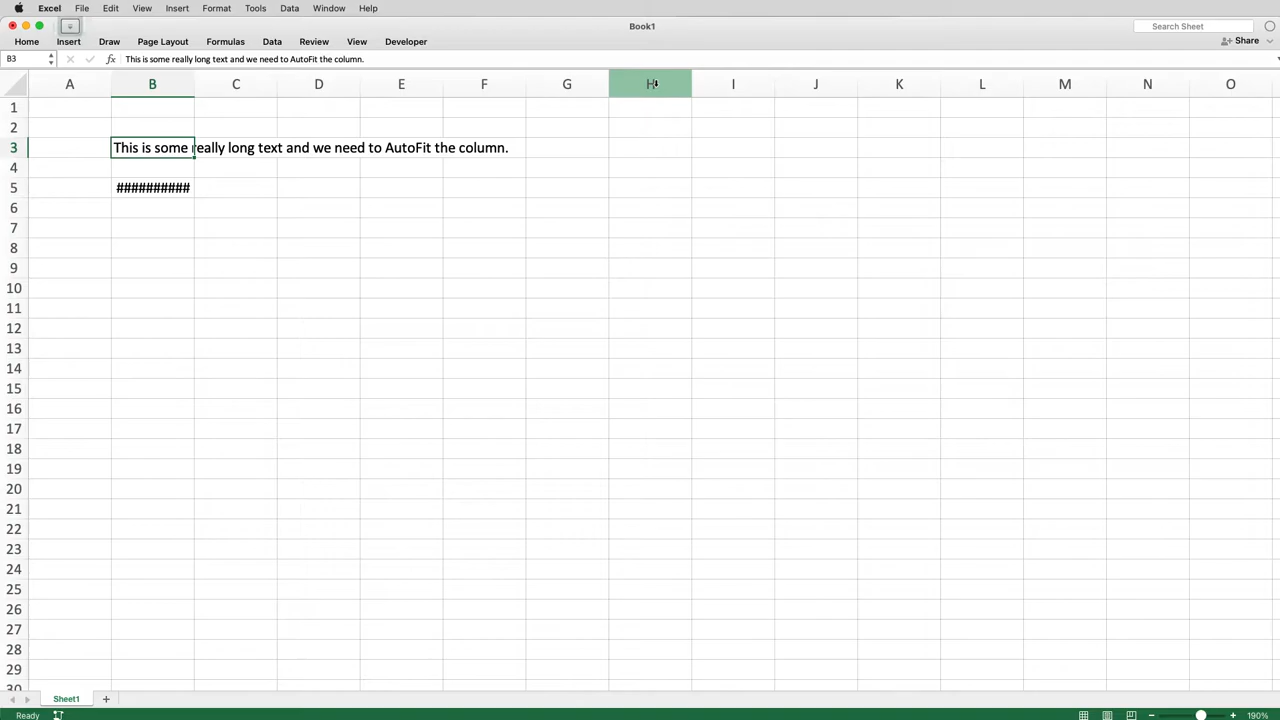 Excel File Edit View Insert Format Tools Data Window Help
Book1
Search Sheet
Home Insert Draw Page Layout Formulas Data Review View Developer
Share
B3 fx This is some really long text and we need to AutoFit the column.
A B C D E F G H I J K L M N O
1
2
3 This is some really long text and we need to AutoFit the column.
4
5 ##########
6
7
8
9
10
11
12
13
14
15
16
17
18
19
20
21
22
23
24
25
26
27
28
29
30
Sheet1 +
Ready 190%